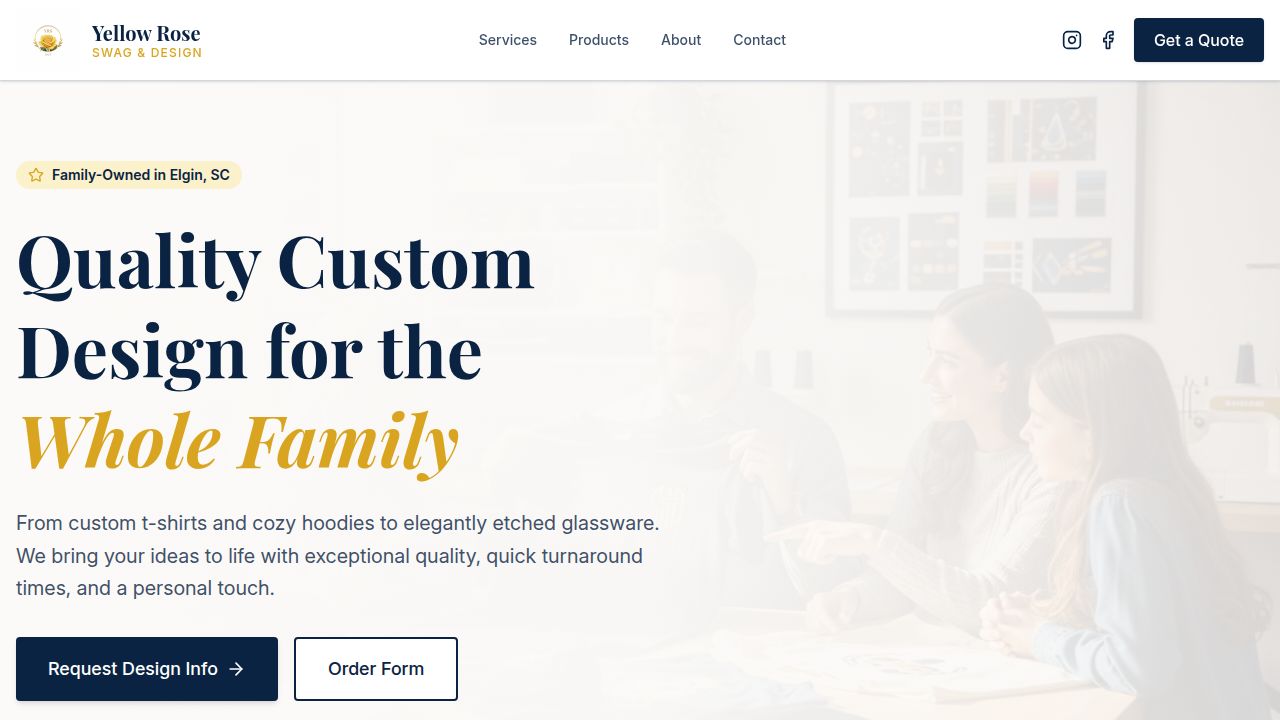 Yellow Rose
SWAG & DESIGN
Services
Products
About
Contact
Get a Quote
Family-Owned in Elgin, SC
Quality Custom
Design for the
Whole Family
From custom t-shirts and cozy hoodies to elegantly etched glassware.
We bring your ideas to life with exceptional quality, quick turnaround
times, and a personal touch.
Request Design Info
Order Form